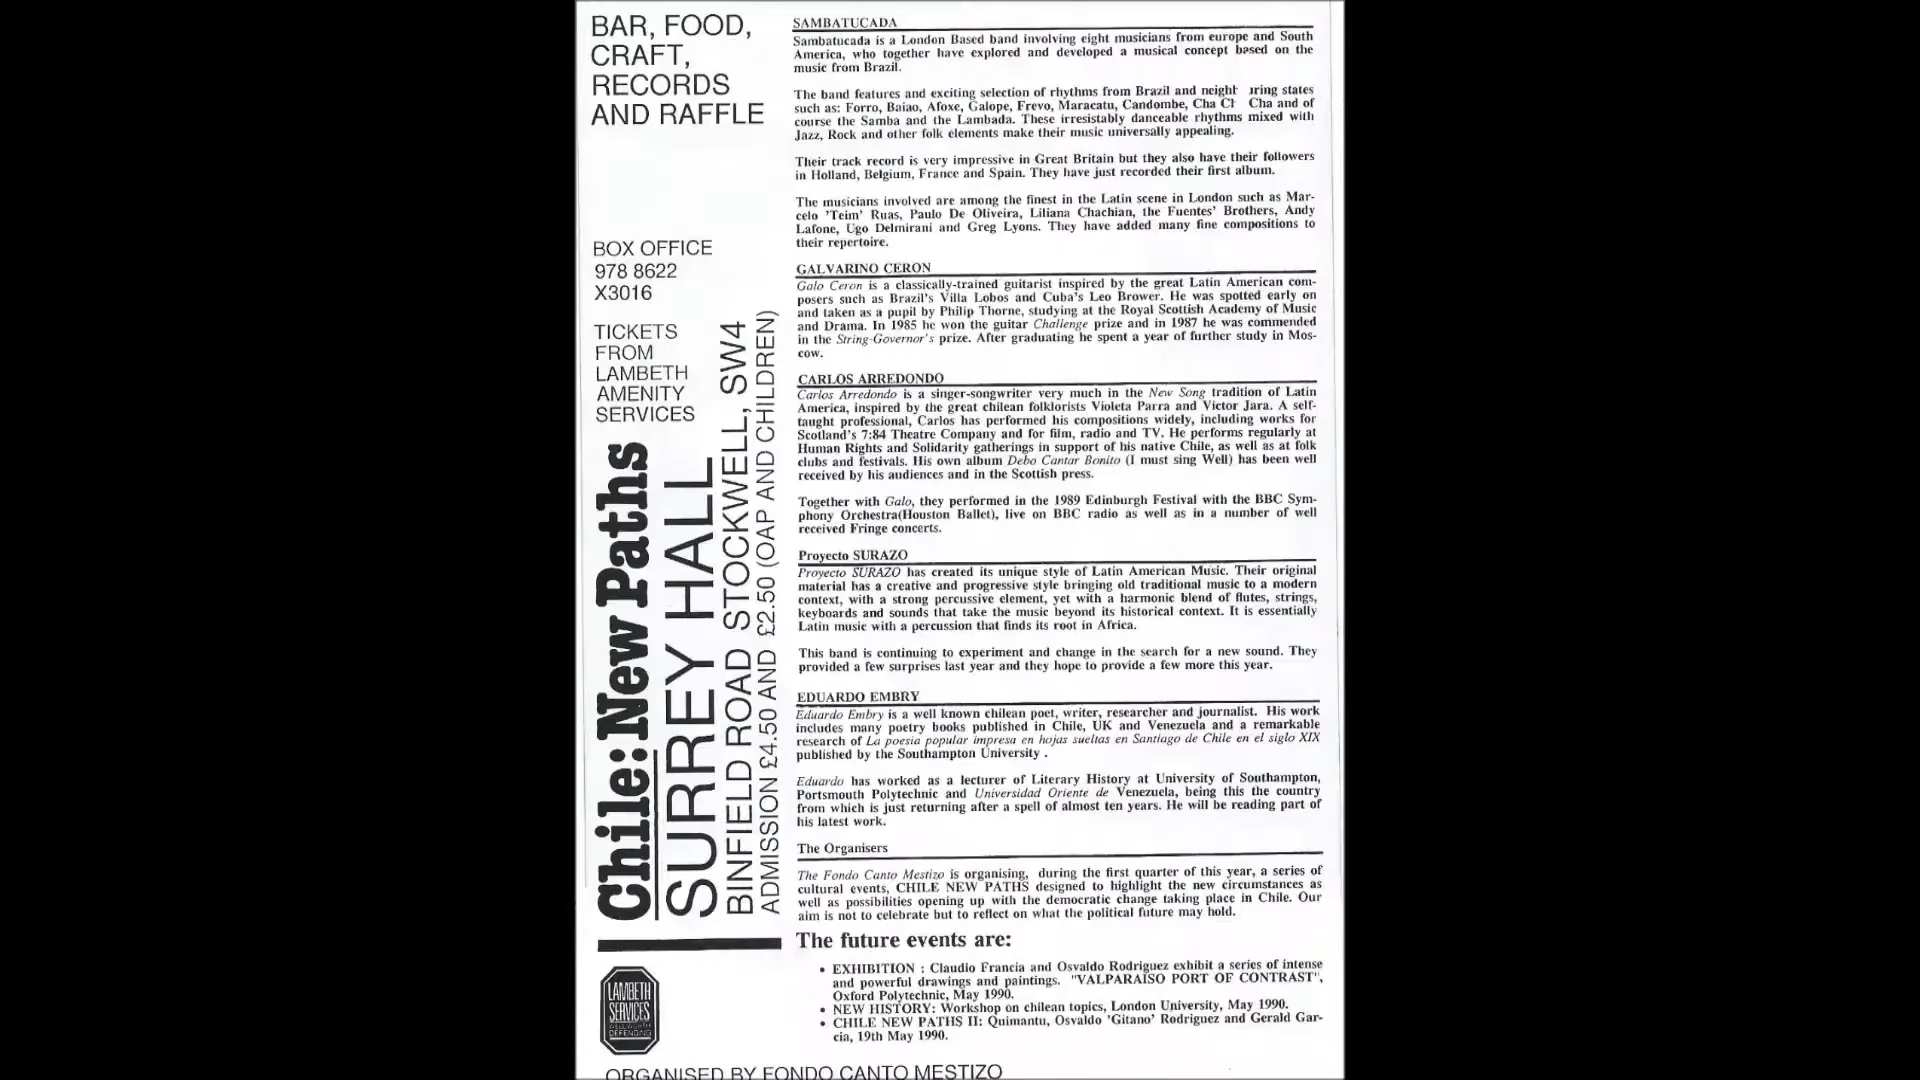 BAR, FOOD,
CRAFT,
RECORDS
AND RAFFLE
BOX OFFICE
978 8622
X3016
TICKETS
FROM
LAMBETH
AMENITY
SERVICES
Chile:New Paths
SURREY HALL
BINFIELD ROAD STOCKWELL, SW4
ADMISSION £4.50 AND £2.50 (OAP AND CHILDREN)
LAMBETH
SERVICES
DEFENDING
SAMBATUCADA
Sambatucada is a London Based band involving eight musicians from europe and South
America, who together have explored and developed a musical concept based on the
music from Brazil.
The band features and exciting selection of rhythms from Brazil and neight uring states
such as: Forro, Baiao, Afoxe, Galope, Frevo, Maracatu, Candombe, Cha Cha and of
course the Samba and the Lambada. These irresistably danceable rhythms mixed with
Jazz, Rock and other folk elements make their music universally appealing.
Their track record is very impressive in Great Britain but they also have their followers
in Holland, Belgium, France and Spain. They have just recorded their first album.
The musicians involved are among the finest in the Latin scene in London such as Mar-
celo 'Teim' Ruas, Paulo De Oliveira, Liliana Chachian, the Fuentes' Brothers, Andy
Lafone, Ugo Delmirani and Greg Lyons. They have added many fine compositions to
their repertoire.
GALVARINO CERON
Galo Ceron is a classically-trained guitarist inspired by the great Latin American com-
posers such as Brazil's Villa Lobos and Cuba's Leo Brower. He was spotted early on
and taken as a pupil by Philip Thorne, studying at the Royal Scottish Academy of Music
and Drama. In 1985 he won the guitar Challenge prize and in 1987 he was commended
in the String-Governor's prize. After graduating he spent a year of further study in Mos-
cow.
CARLOS ARREDONDO
Carlos Arredondo is a singer-songwriter very much in the New Song tradition of Latin
America, inspired by the great chilean folklorists Violeta Parra and Victor Jara. A self-
taught professional, Carlos has performed his compositions widely, including works for
Scotland's 7:84 Theatre Company and for film, radio and TV. He performs regularly at
Human Rights and Solidarity gatherings in support of his native Chile, as well as at folk
clubs and festivals. His own album Debo Cantar Bonito (I must sing Well) has been well
received by his audiences and in the Scottish press.
Together with Galo, they performed in the 1989 Edinburgh Festival with the BBC Sym-
phony Orchestra(Houston Ballet), live on BBC radio as well as in a number of well
received Fringe concerts.
Proyecto SURAZO
Proyecto SURAZO has created its unique style of Latin American Music. Their original
material has a creative and progressive style bringing old traditional music to a modern
context, with a strong percussive element, yet with a harmonic blend of flutes, strings,
keyboards and sounds that take the music beyond its historical context. It is essentially
Latin music with a percussion that finds its root in Africa.
This band is continuing to experiment and change in the search for a new sound. They
provided a few surprises last year and they hope to provide a few more this year.
EDUARDO EMBRY
Eduardo Embry is a well known chilean poet, writer, researcher and journalist. His work
includes many poetry books published in Chile, UK and Venezuela and a remarkable
research of La poesia popular impresa en hojas sueltas en Santiago de Chile en el siglo XIX
published by the Southampton University .
Eduardo has worked as a lecturer of Literary History at University of Southampton,
Portsmouth Polytechnic and Universidad Oriente de Venezuela, being this the country
from which is just returning after a spell of almost ten years. He will be reading part of
his latest work.
The Organisers
The Fondo Canto Mestizo is organising, during the first quarter of this year, a series of
cultural events, CHILE NEW PATHS designed to highlight the new circumstances as
well as possibilities opening up with the democratic change taking place in Chile. Our
aim is not to celebrate but to reflect on what the political future may hold.
The future events are:
• EXHIBITION : Claudio Francia and Osvaldo Rodriguez exhibit a series of intense
and powerful drawings and paintings. "VALPARAISO PORT OF CONTRAST",
Oxford Polytechnic, May 1990.
• NEW HISTORY: Workshop on chilean topics, London University, May 1990.
• CHILE NEW PATHS II: Quimantu, Osvaldo 'Gitano' Rodriguez and Gerald Gar-
cia, 19th May 1990.
ORGANISED BY FONDO CANTO MESTIZO